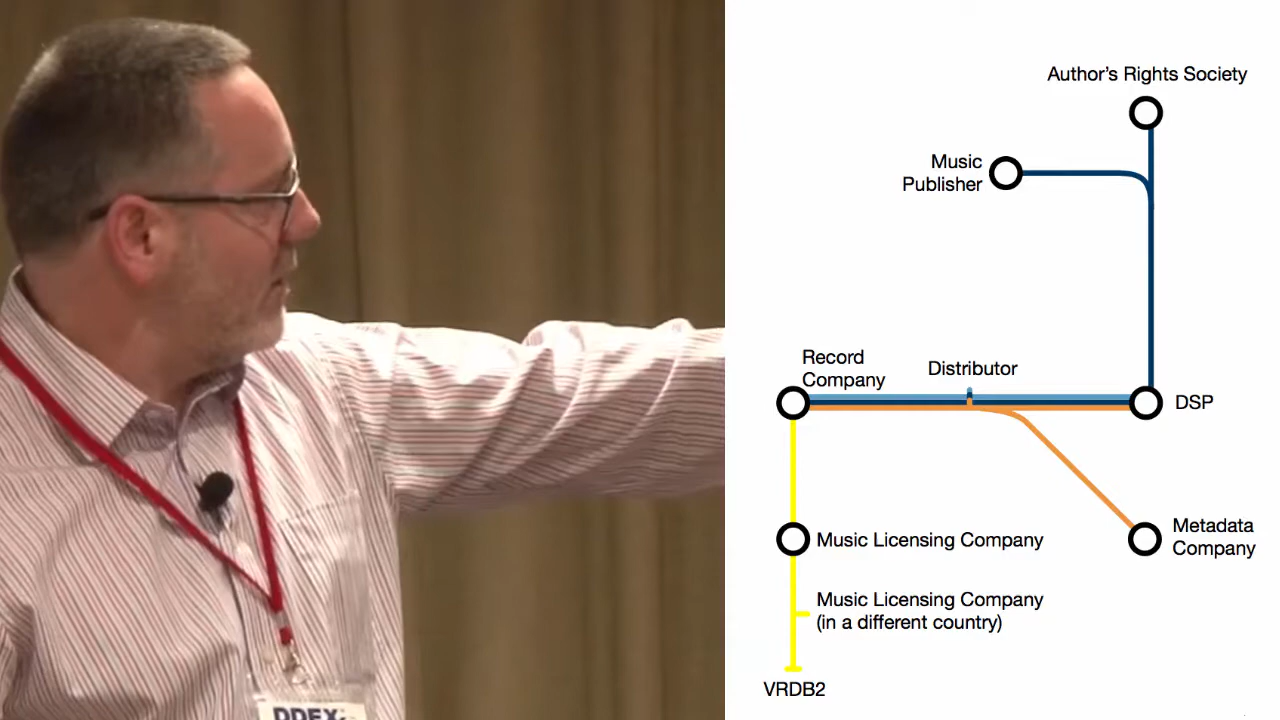 Author's Rights Society
Music
Publisher
Record
Company
Distributor
DSP
Metadata
Company
Music Licensing Company
Music Licensing Company
(in a different country)
VRDB2
DDEX